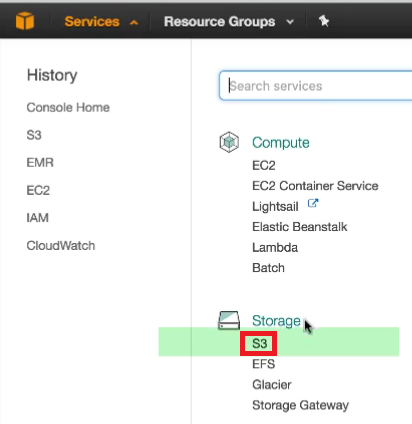 Services Resource Groups
History
Console Home
S3
EMR
EC2
IAM
CloudWatch
Search services
Compute
EC2
EC2 Container Service
Lightsail
Elastic Beanstalk
Lambda
Batch
Storage
S3
EFS
Glacier
Storage Gateway